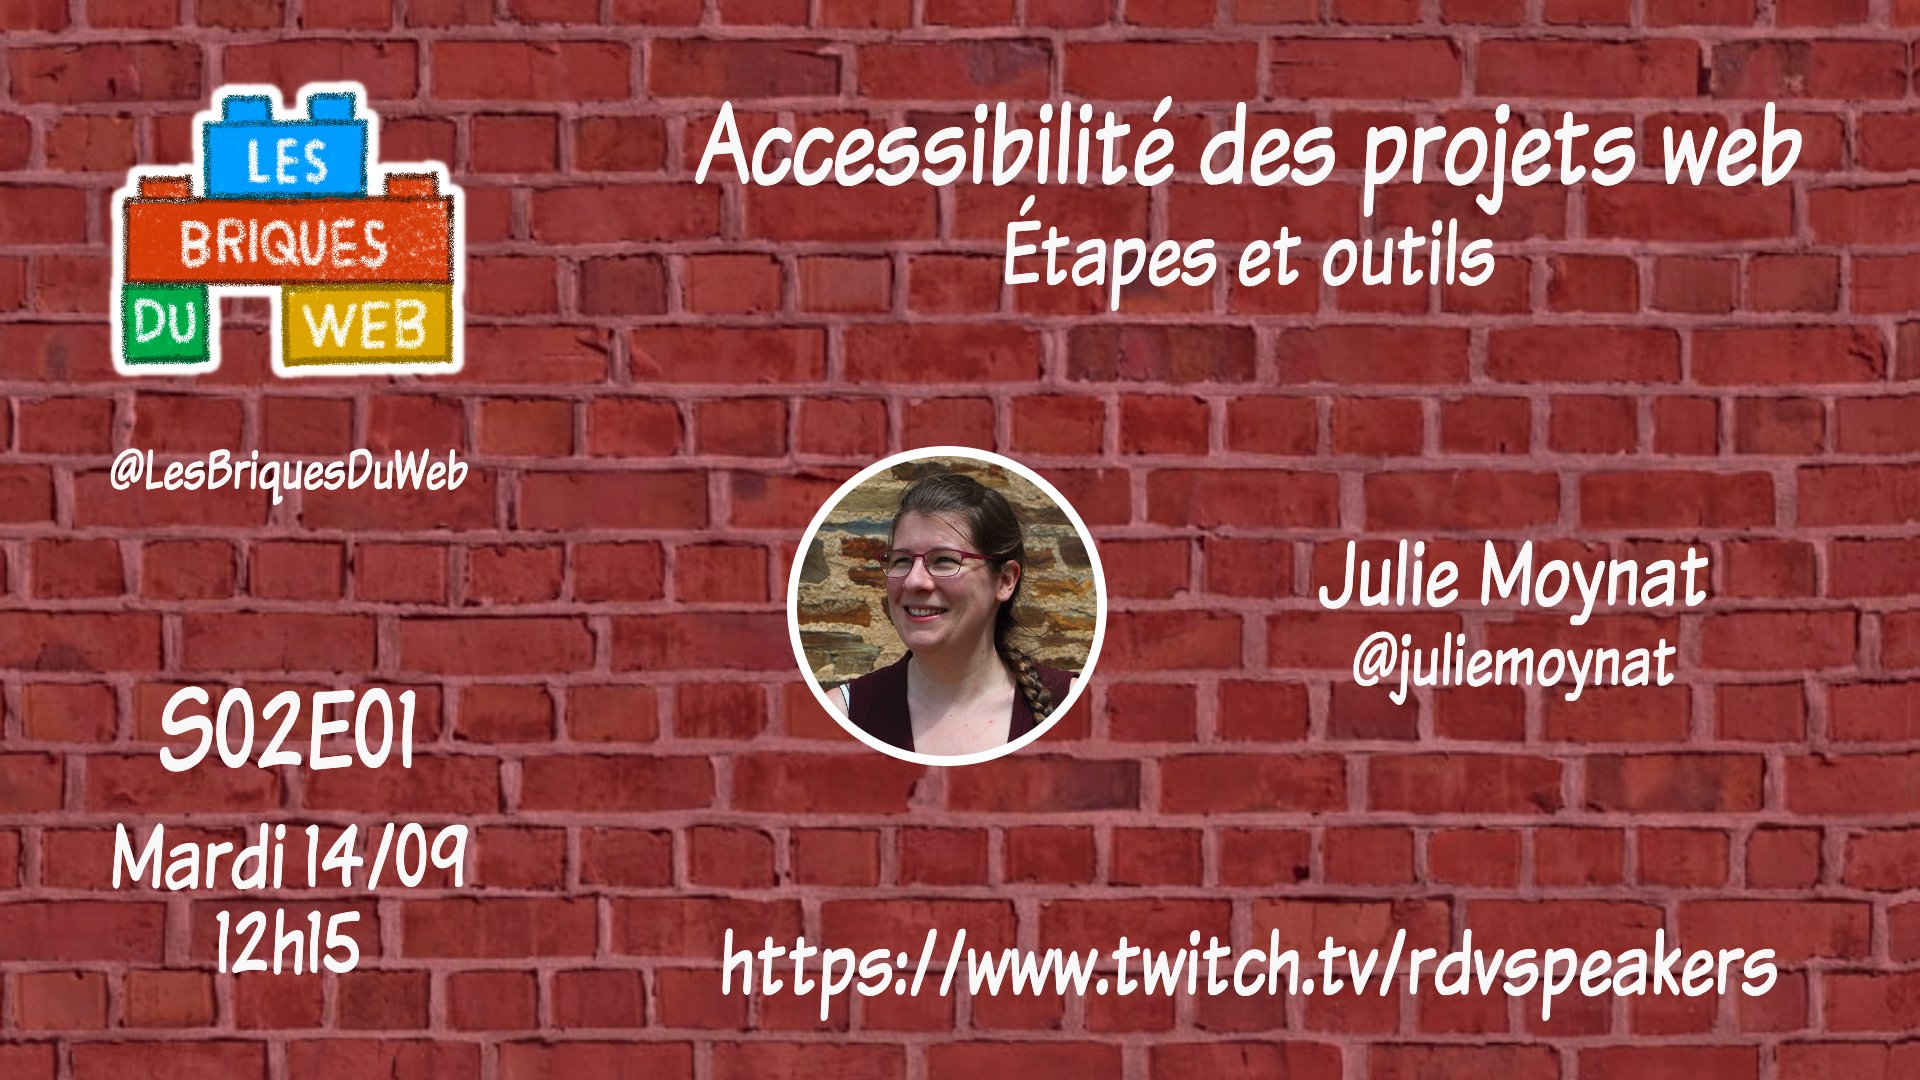 LES
BRIQUES
DU WEB
@LesBriquesDuWeb
S02E01
Mardi 14/09
12h15
Accessibilité des projets web
Étapes et outils
Julie Moynat
@juliemoynat
https://www.twitch.tv/rdvspeakers